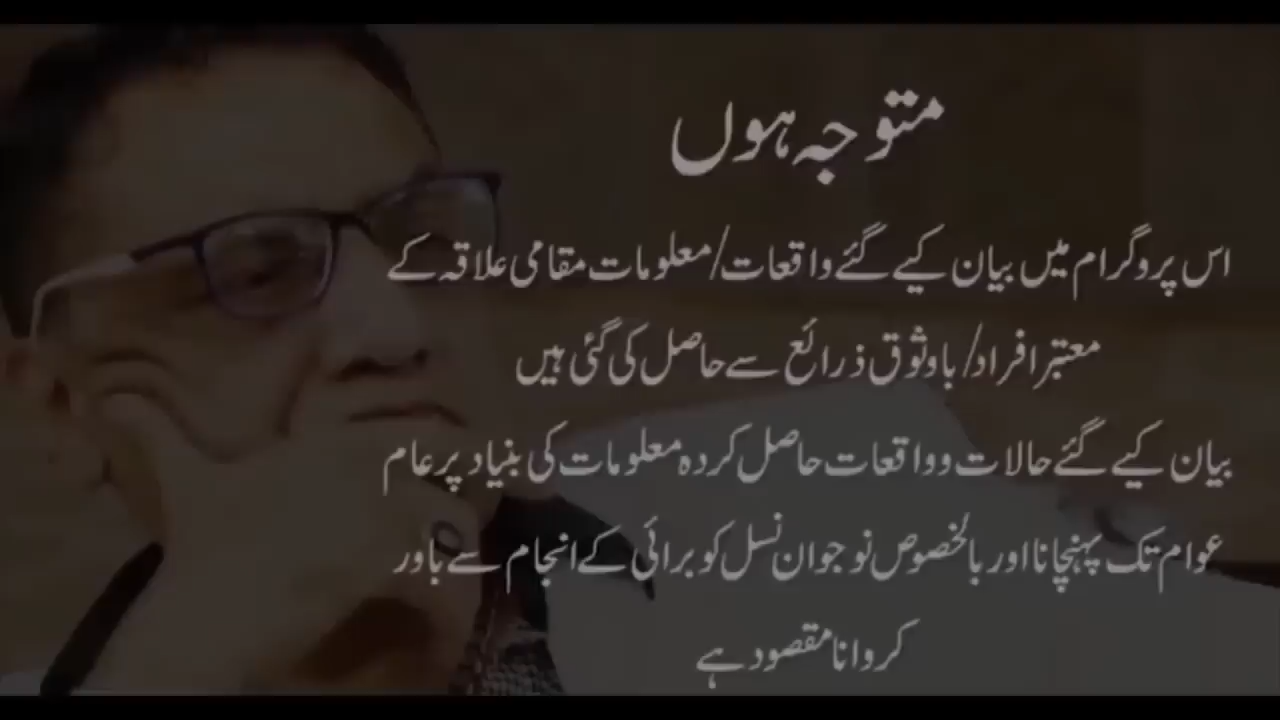 متوجہ ہوں
اس پروگرام میں بیان کیے گئے واقعات/معلومات مقامی علاقہ کے
معتبر افراد/باوثوق ذرائع سے حاصل کی گئی ہیں
بیان کیے گئے حالات و واقعات حاصل کردہ معلومات کی بنیاد پر عام
عوام تک پہنچانا اور بالخصوص نوجوان نسل کو برائی کے انجام سے باور
کروانا مقصود ہے